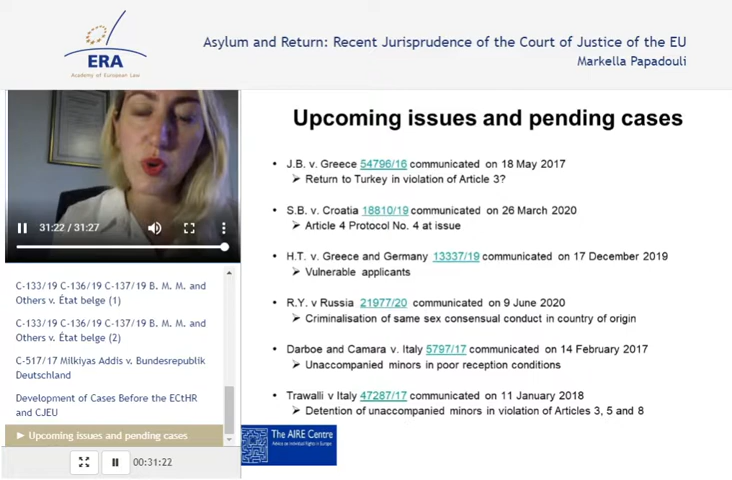 Asylum and Return: Recent Jurisprudence of the Court of Justice of the EU
Markella Papadouli
ERA
Academy of European Law
31:22 / 31:27
C-133/19 C-136/19 C-137/19 B. M. M. and
Others v. État belge (1)
C-133/19 C-136/19 C-137/19 B. M. M. and
Others v. État belge (2)
C-517/17 Milkiyas Addis v. Bundesrepublik
Deutschland
Development of Cases Before the ECtHR
and CJEU
► Upcoming issues and pending cases
00:31:22
Upcoming issues and pending cases
• J.B. v. Greece 54796/16 communicated on 18 May 2017
➢ Return to Turkey in violation of Article 3?
• S.B. v. Croatia 18810/19 communicated on 26 March 2020
➢ Article 4 Protocol No. 4 at issue
• H.T. v. Greece and Germany 13337/19 communicated on 17 December 2019
➢ Vulnerable applicants
• R.Y. v Russia 21977/20 communicated on 9 June 2020
➢ Criminalisation of same sex consensual conduct in country of origin
• Darboe and Camara v. Italy 5797/17 communicated on 14 February 2017
➢ Unaccompanied minors in poor reception conditions
• Trawalli v Italy 47287/17 communicated on 11 January 2018
➢ Detention of unaccompanied minors in violation of Articles 3, 5 and 8
The AIRE Centre
Advice on Individual Rights in Europe